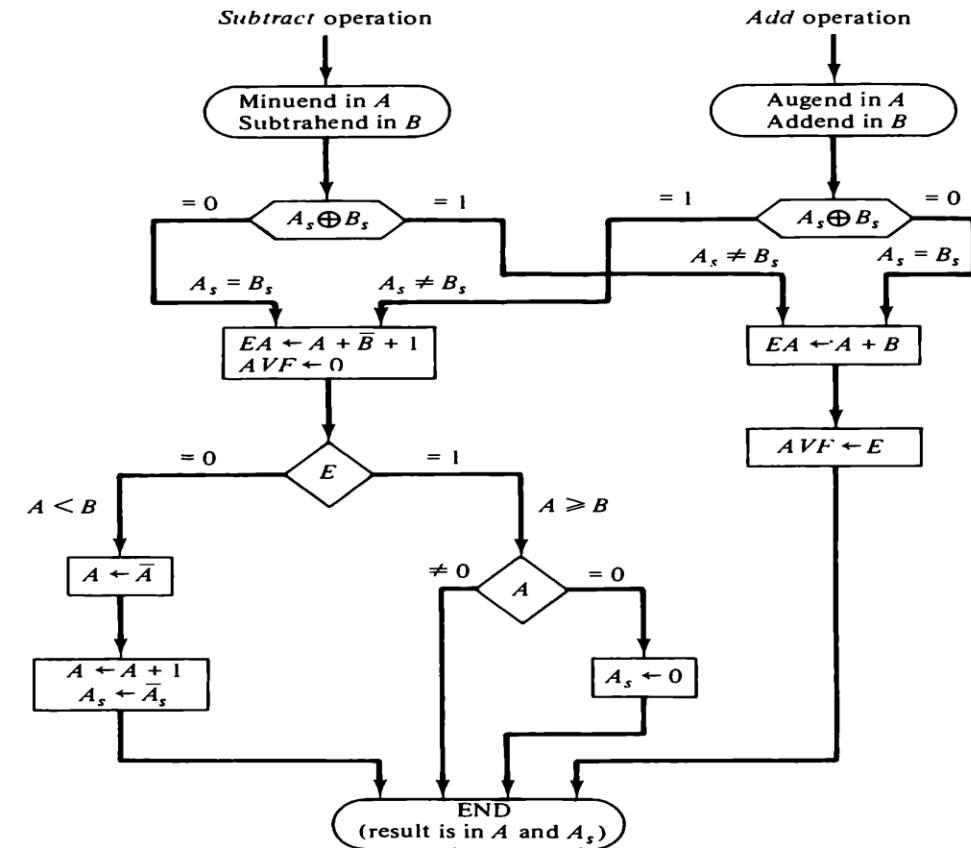 Subtract operation
Add operation
Minuend in A
Subtrahend in B
Augend in A
Addend in B
= 0
A_s ⊕ B_s
= 1
= 1
A_s ⊕ B_s
= 0
A_s = B_s
A_s ≠ B_s
A_s ≠ B_s
A_s = B_s
EA ← A + B̅ + 1
AVF ← 0
EA ← A + B
= 0
E
= 1
AVF ← E
A < B
A ⩾ B
A ← A̅
≠ 0
A
= 0
A ← A + 1
A_s ← A̅_s
A_s ← 0
END
(result is in A and A_s)